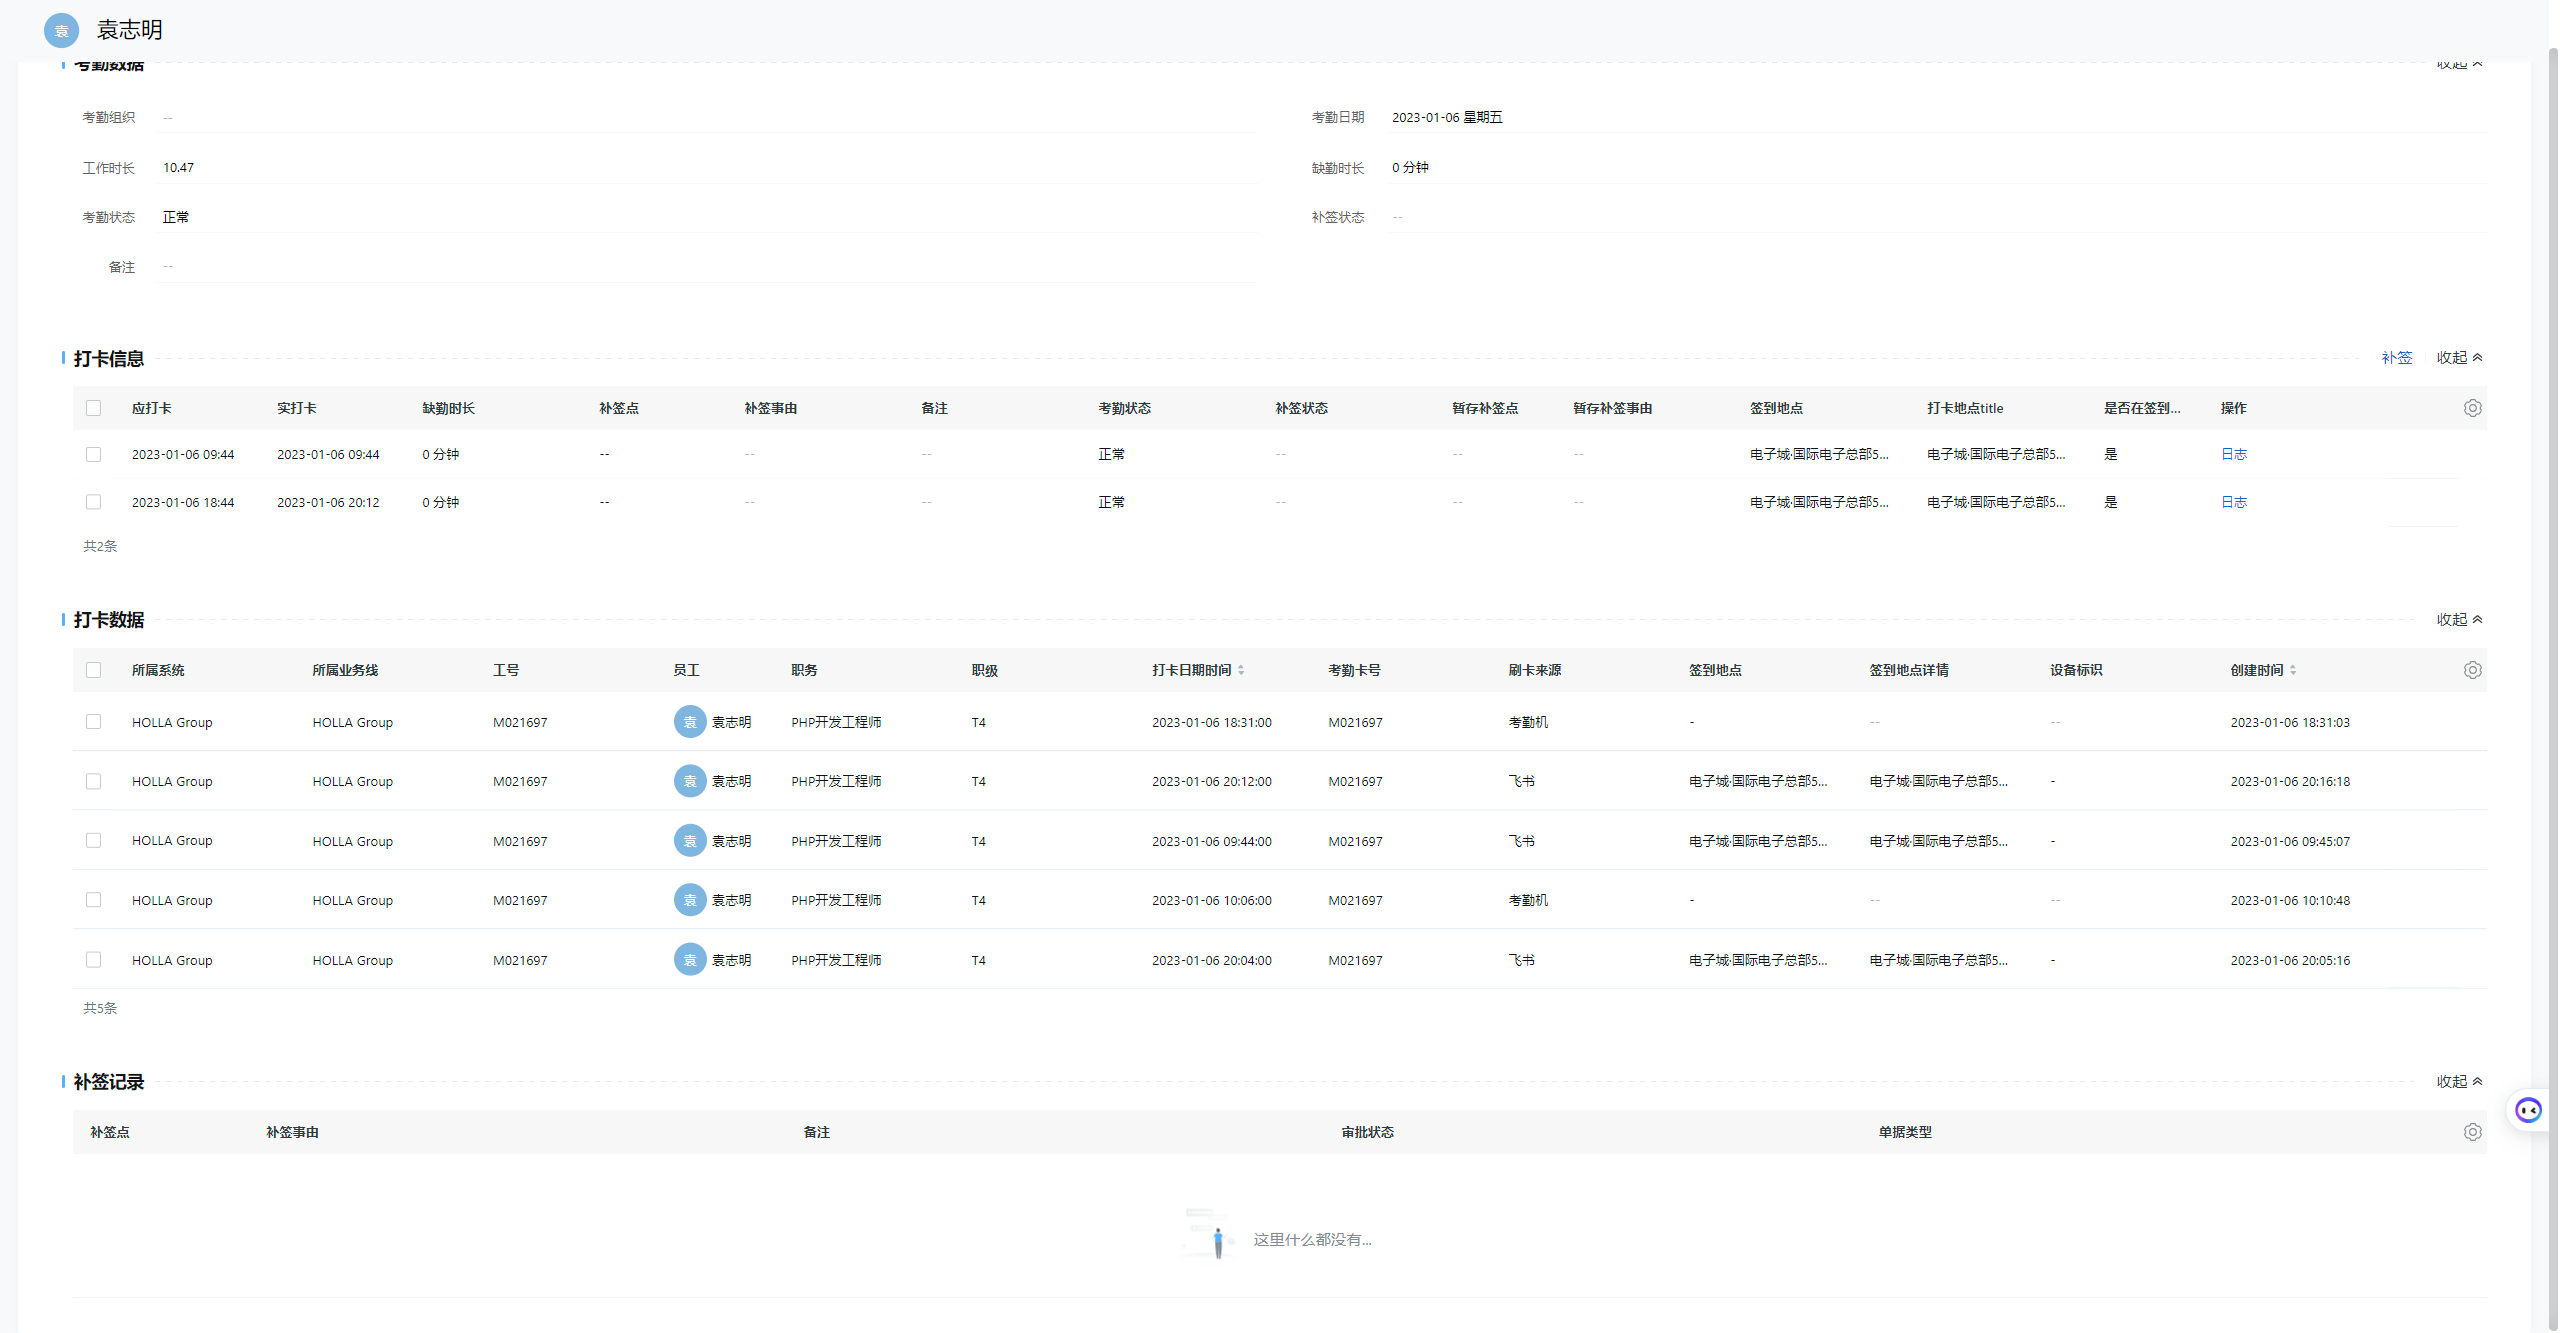 袁 袁志明
考勤数据 收起
考勤组织 -- 考勤日期 2023-01-06 星期五
工作时长 10.47 缺勤时长 0 分钟
考勤状态 正常 补签状态 --
备注 --
打卡信息 补签 收起
应打卡 实打卡 缺勤时长 补签点 补签事由 备注 考勤状态 补签状态 暂存补签点 暂存补签事由 签到地点 打卡地点title 是否在签到... 操作
2023-01-06 09:44 2023-01-06 09:44 0 分钟 -- -- -- 正常 -- -- -- 电子城·国际电子总部5... 电子城·国际电子总部5... 是 日志
2023-01-06 18:44 2023-01-06 20:12 0 分钟 -- -- -- 正常 -- -- -- 电子城·国际电子总部5... 电子城·国际电子总部5... 是 日志
共2条
打卡数据 收起
所属系统 所属业务线 工号 员工 职务 职级 打卡日期时间 考勤卡号 刷卡来源 签到地点 签到地点详情 设备标识 创建时间
HOLLA Group HOLLA Group M021697 袁 袁志明 PHP开发工程师 T4 2023-01-06 18:31:00 M021697 考勤机 - -- -- 2023-01-06 18:31:03
HOLLA Group HOLLA Group M021697 袁 袁志明 PHP开发工程师 T4 2023-01-06 20:12:00 M021697 飞书 电子城·国际电子总部5... 电子城·国际电子总部5... - 2023-01-06 20:16:18
HOLLA Group HOLLA Group M021697 袁 袁志明 PHP开发工程师 T4 2023-01-06 09:44:00 M021697 飞书 电子城·国际电子总部5... 电子城·国际电子总部5... - 2023-01-06 09:45:07
HOLLA Group HOLLA Group M021697 袁 袁志明 PHP开发工程师 T4 2023-01-06 10:06:00 M021697 考勤机 - -- -- 2023-01-06 10:10:48
HOLLA Group HOLLA Group M021697 袁 袁志明 PHP开发工程师 T4 2023-01-06 20:04:00 M021697 飞书 电子城·国际电子总部5... 电子城·国际电子总部5... - 2023-01-06 20:05:16
共5条
补签记录 收起
补签点 补签事由 备注 审批状态 单据类型
这里什么都没有...